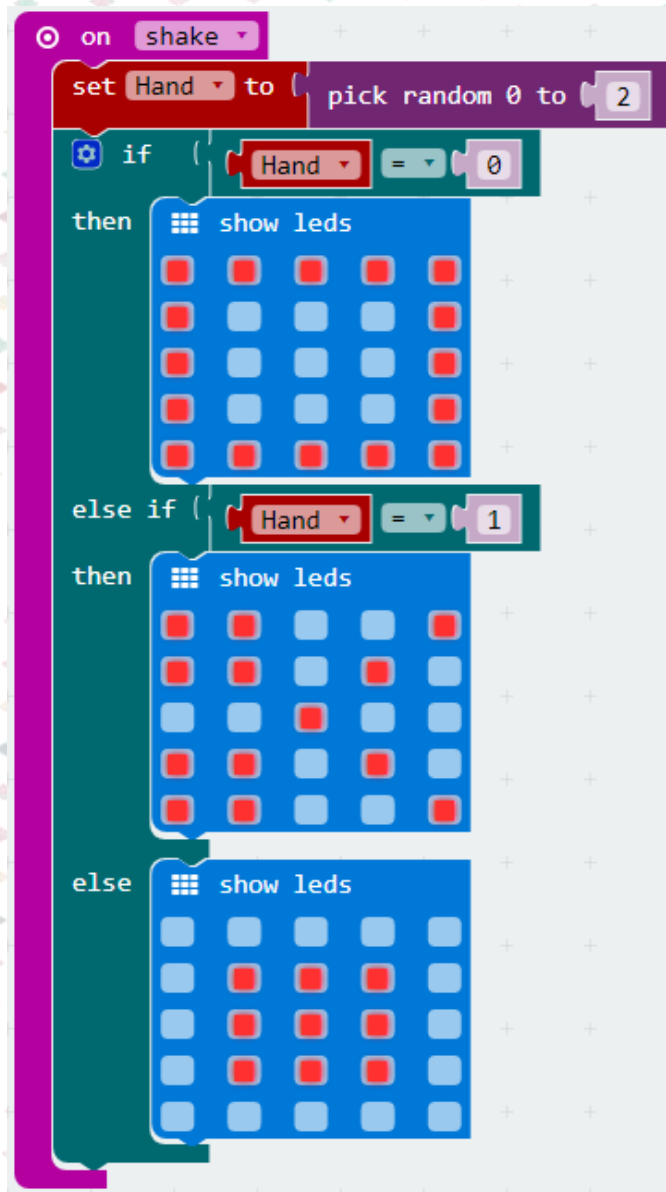 on shake
set Hand to pick random 0 to 2
if Hand = 0
then show leds
else if Hand = 1
then show leds
else show leds